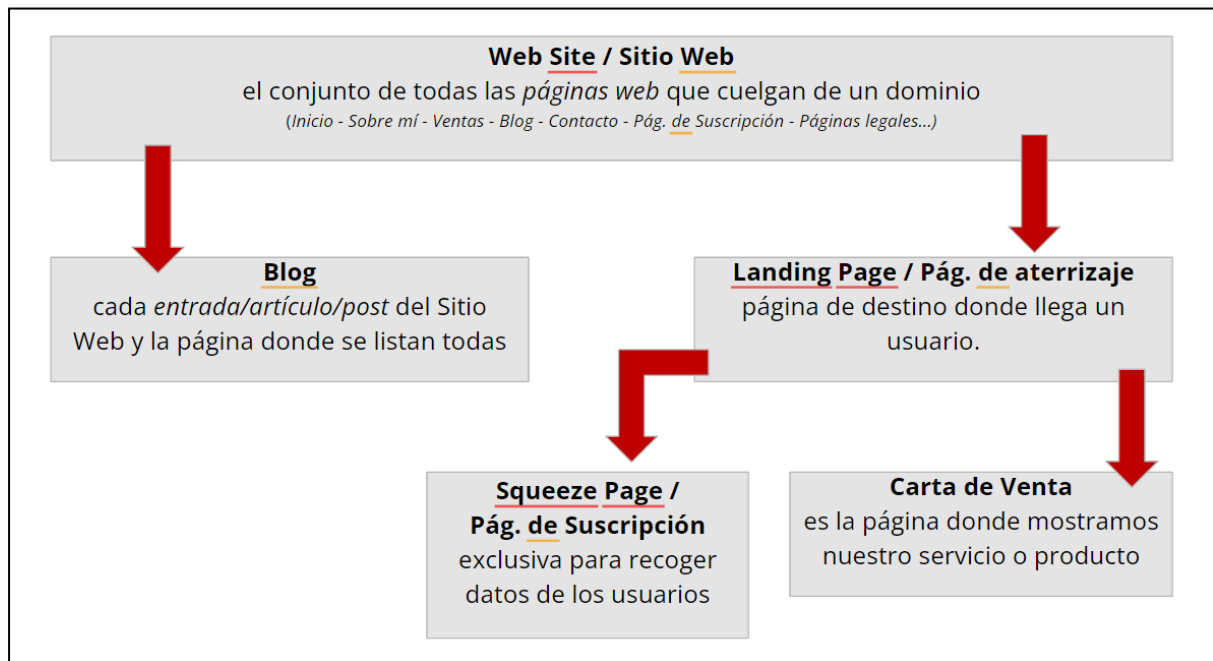 Web Site / Sitio Web
el conjunto de todas las páginas web que cuelgan de un dominio
(Inicio - Sobre mí - Ventas - Blog - Contacto - Pág. de Suscripción - Páginas legales...)
Blog
cada entrada/artículo/post del Sitio
Web y la página donde se listan todas
Landing Page / Pág. de aterrizaje
página de destino donde llega un
usuario.
Squeeze Page /
Pág. de Suscripción
exclusiva para recoger
datos de los usuarios
Carta de Venta
es la página donde mostramos
nuestro servicio o producto